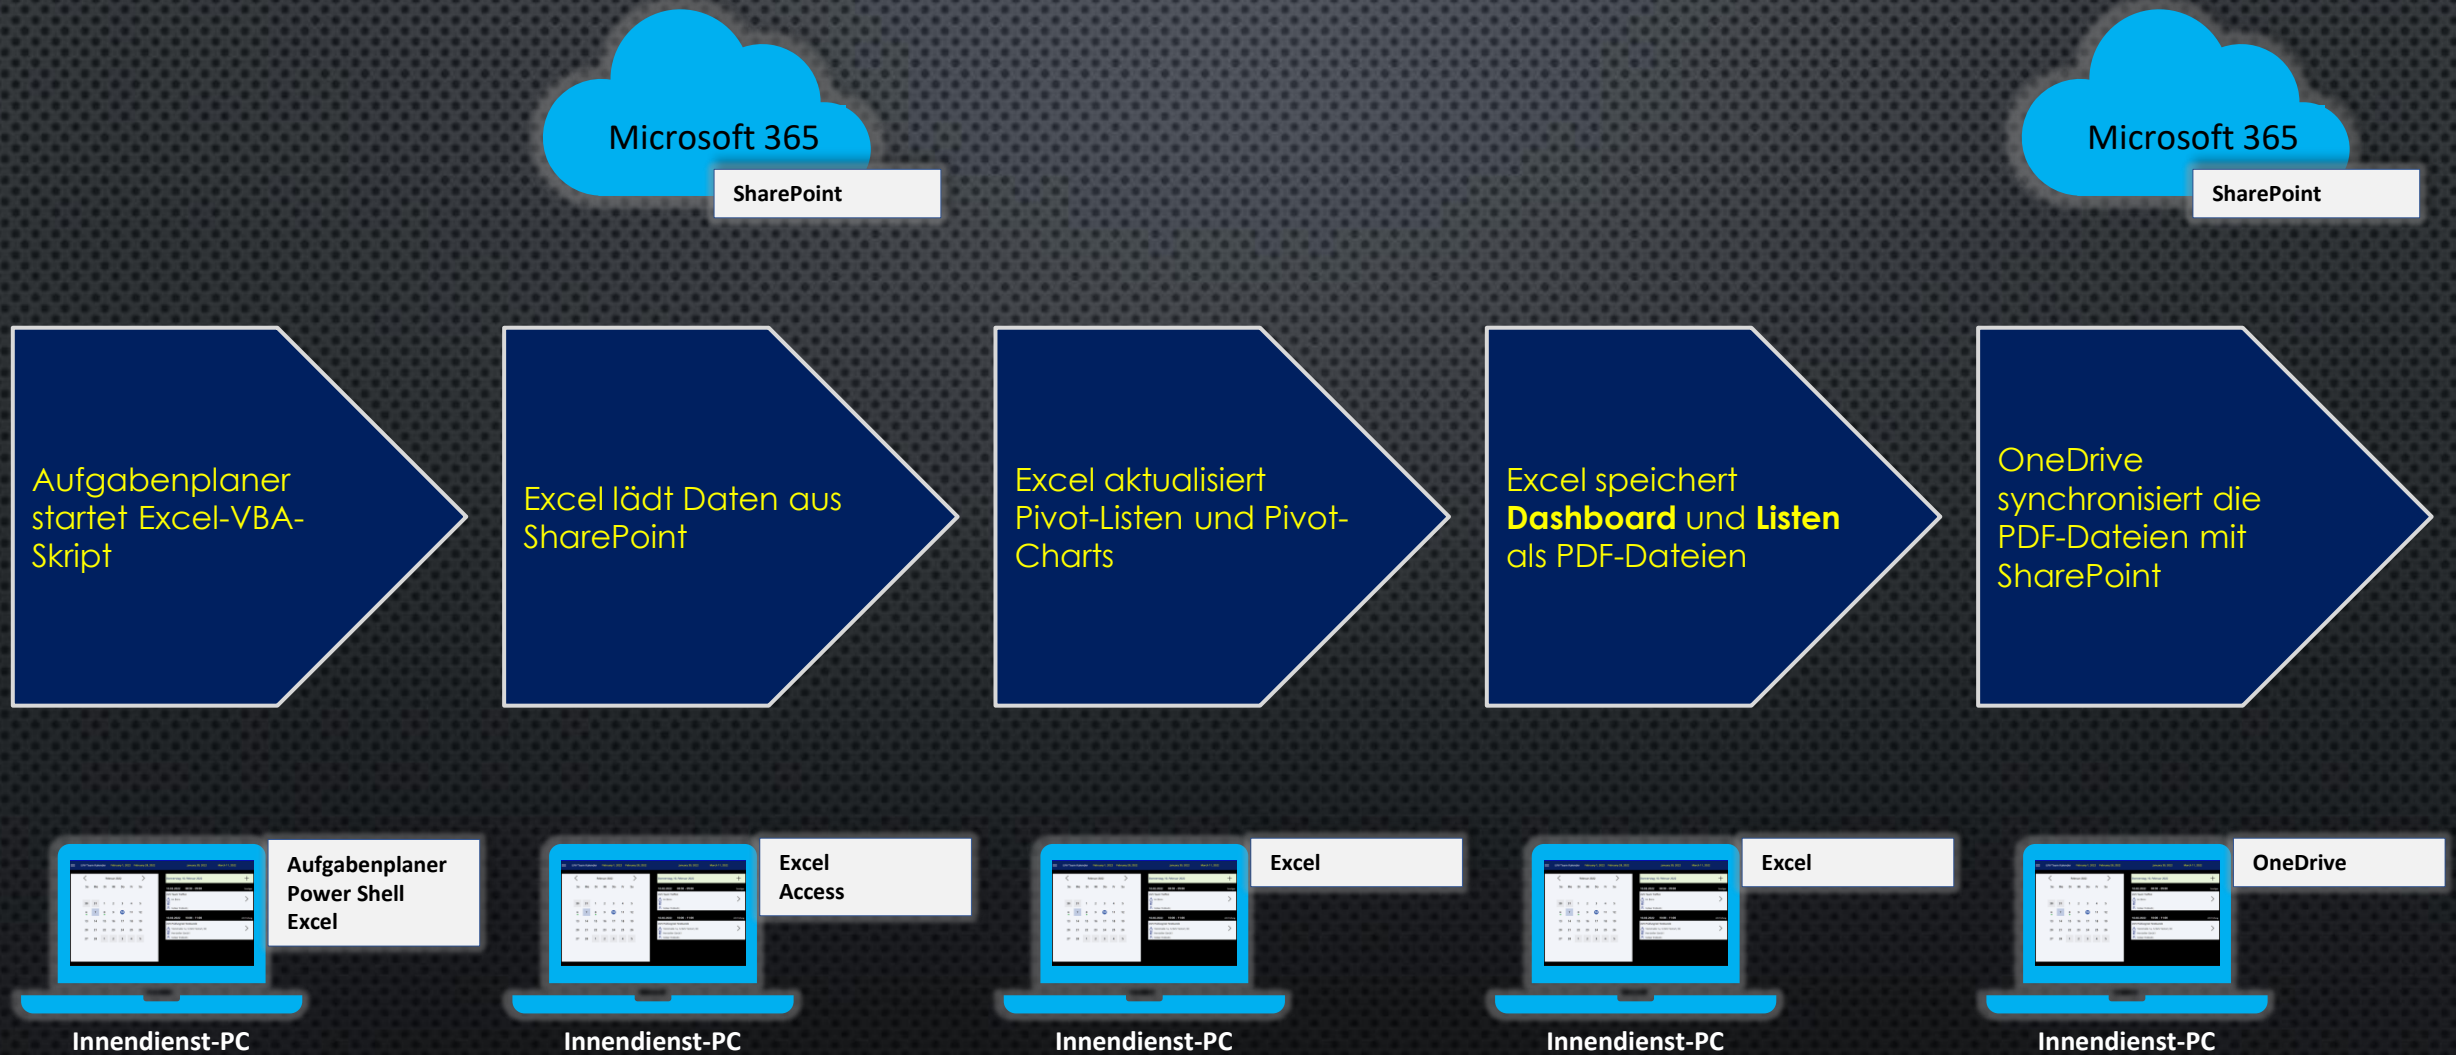 Microsoft 365
SharePoint
Microsoft 365
SharePoint
Aufgabenplaner
startet Excel-VBA-
Skript
Excel lädt Daten aus
SharePoint
Excel aktualisiert
Pivot-Listen und Pivot-
Charts
Excel speichert
Dashboard und Listen
als PDF-Dateien
OneDrive
synchronisiert die
PDF-Dateien mit
SharePoint
Aufgabenplaner
Power Shell
Excel
Innendienst-PC
Excel
Access
Innendienst-PC
Excel
Innendienst-PC
Excel
Innendienst-PC
OneDrive
Innendienst-PC